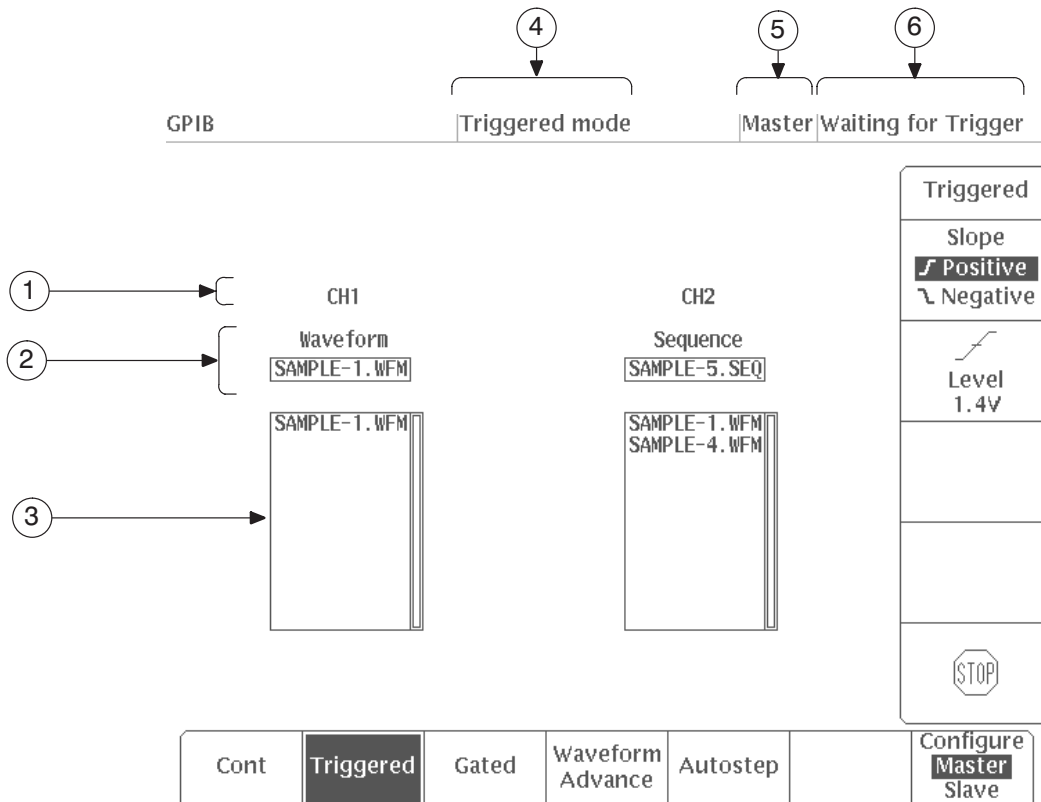 4 5 6
GPIB Triggered mode Master Waiting for Trigger
Triggered
Slope
Positive
Negative
1 CH1 CH2
2 Waveform Sequence
SAMPLE-1.WFM SAMPLE-5.SEQ
Level
1.4V
SAMPLE-1.WFM SAMPLE-1.WFM
SAMPLE-4.WFM
3
STOP
Cont Triggered Gated Waveform Advance Autostep
Configure
Master
Slave